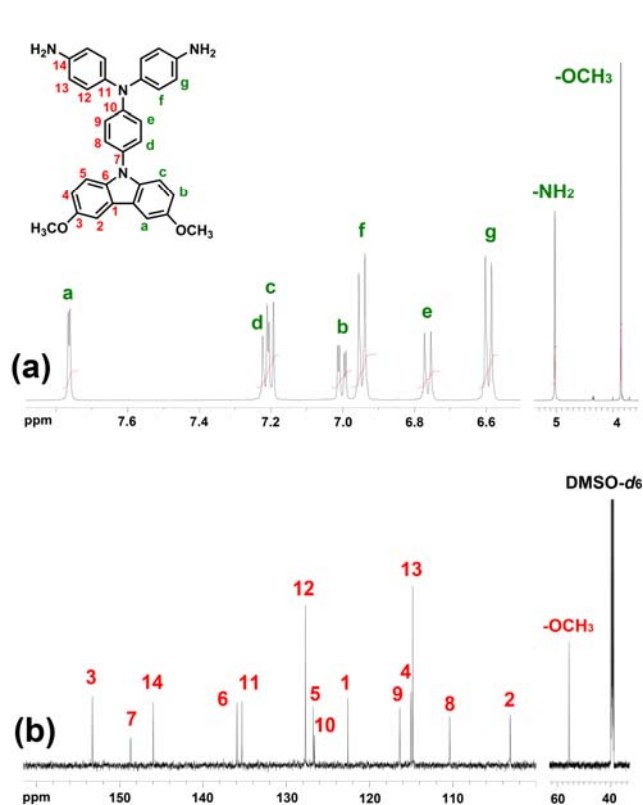 H₂N NH₂
14
13 g
12 11 N f
10
9 e
8 d
7
5 6 N c
4 b
1
3 2 a
H₃CO OCH₃
-OCH₃
-NH₂
f
g
c
a
d b e
(a)
ppm 7.6 7.4 7.2 7.0 6.8 6.6 5 4
DMSO-d6
13
12
-OCH₃
3 14 6 11 5 1 4
7 10 9 8 2
(b)
ppm 150 140 130 120 110 60 40